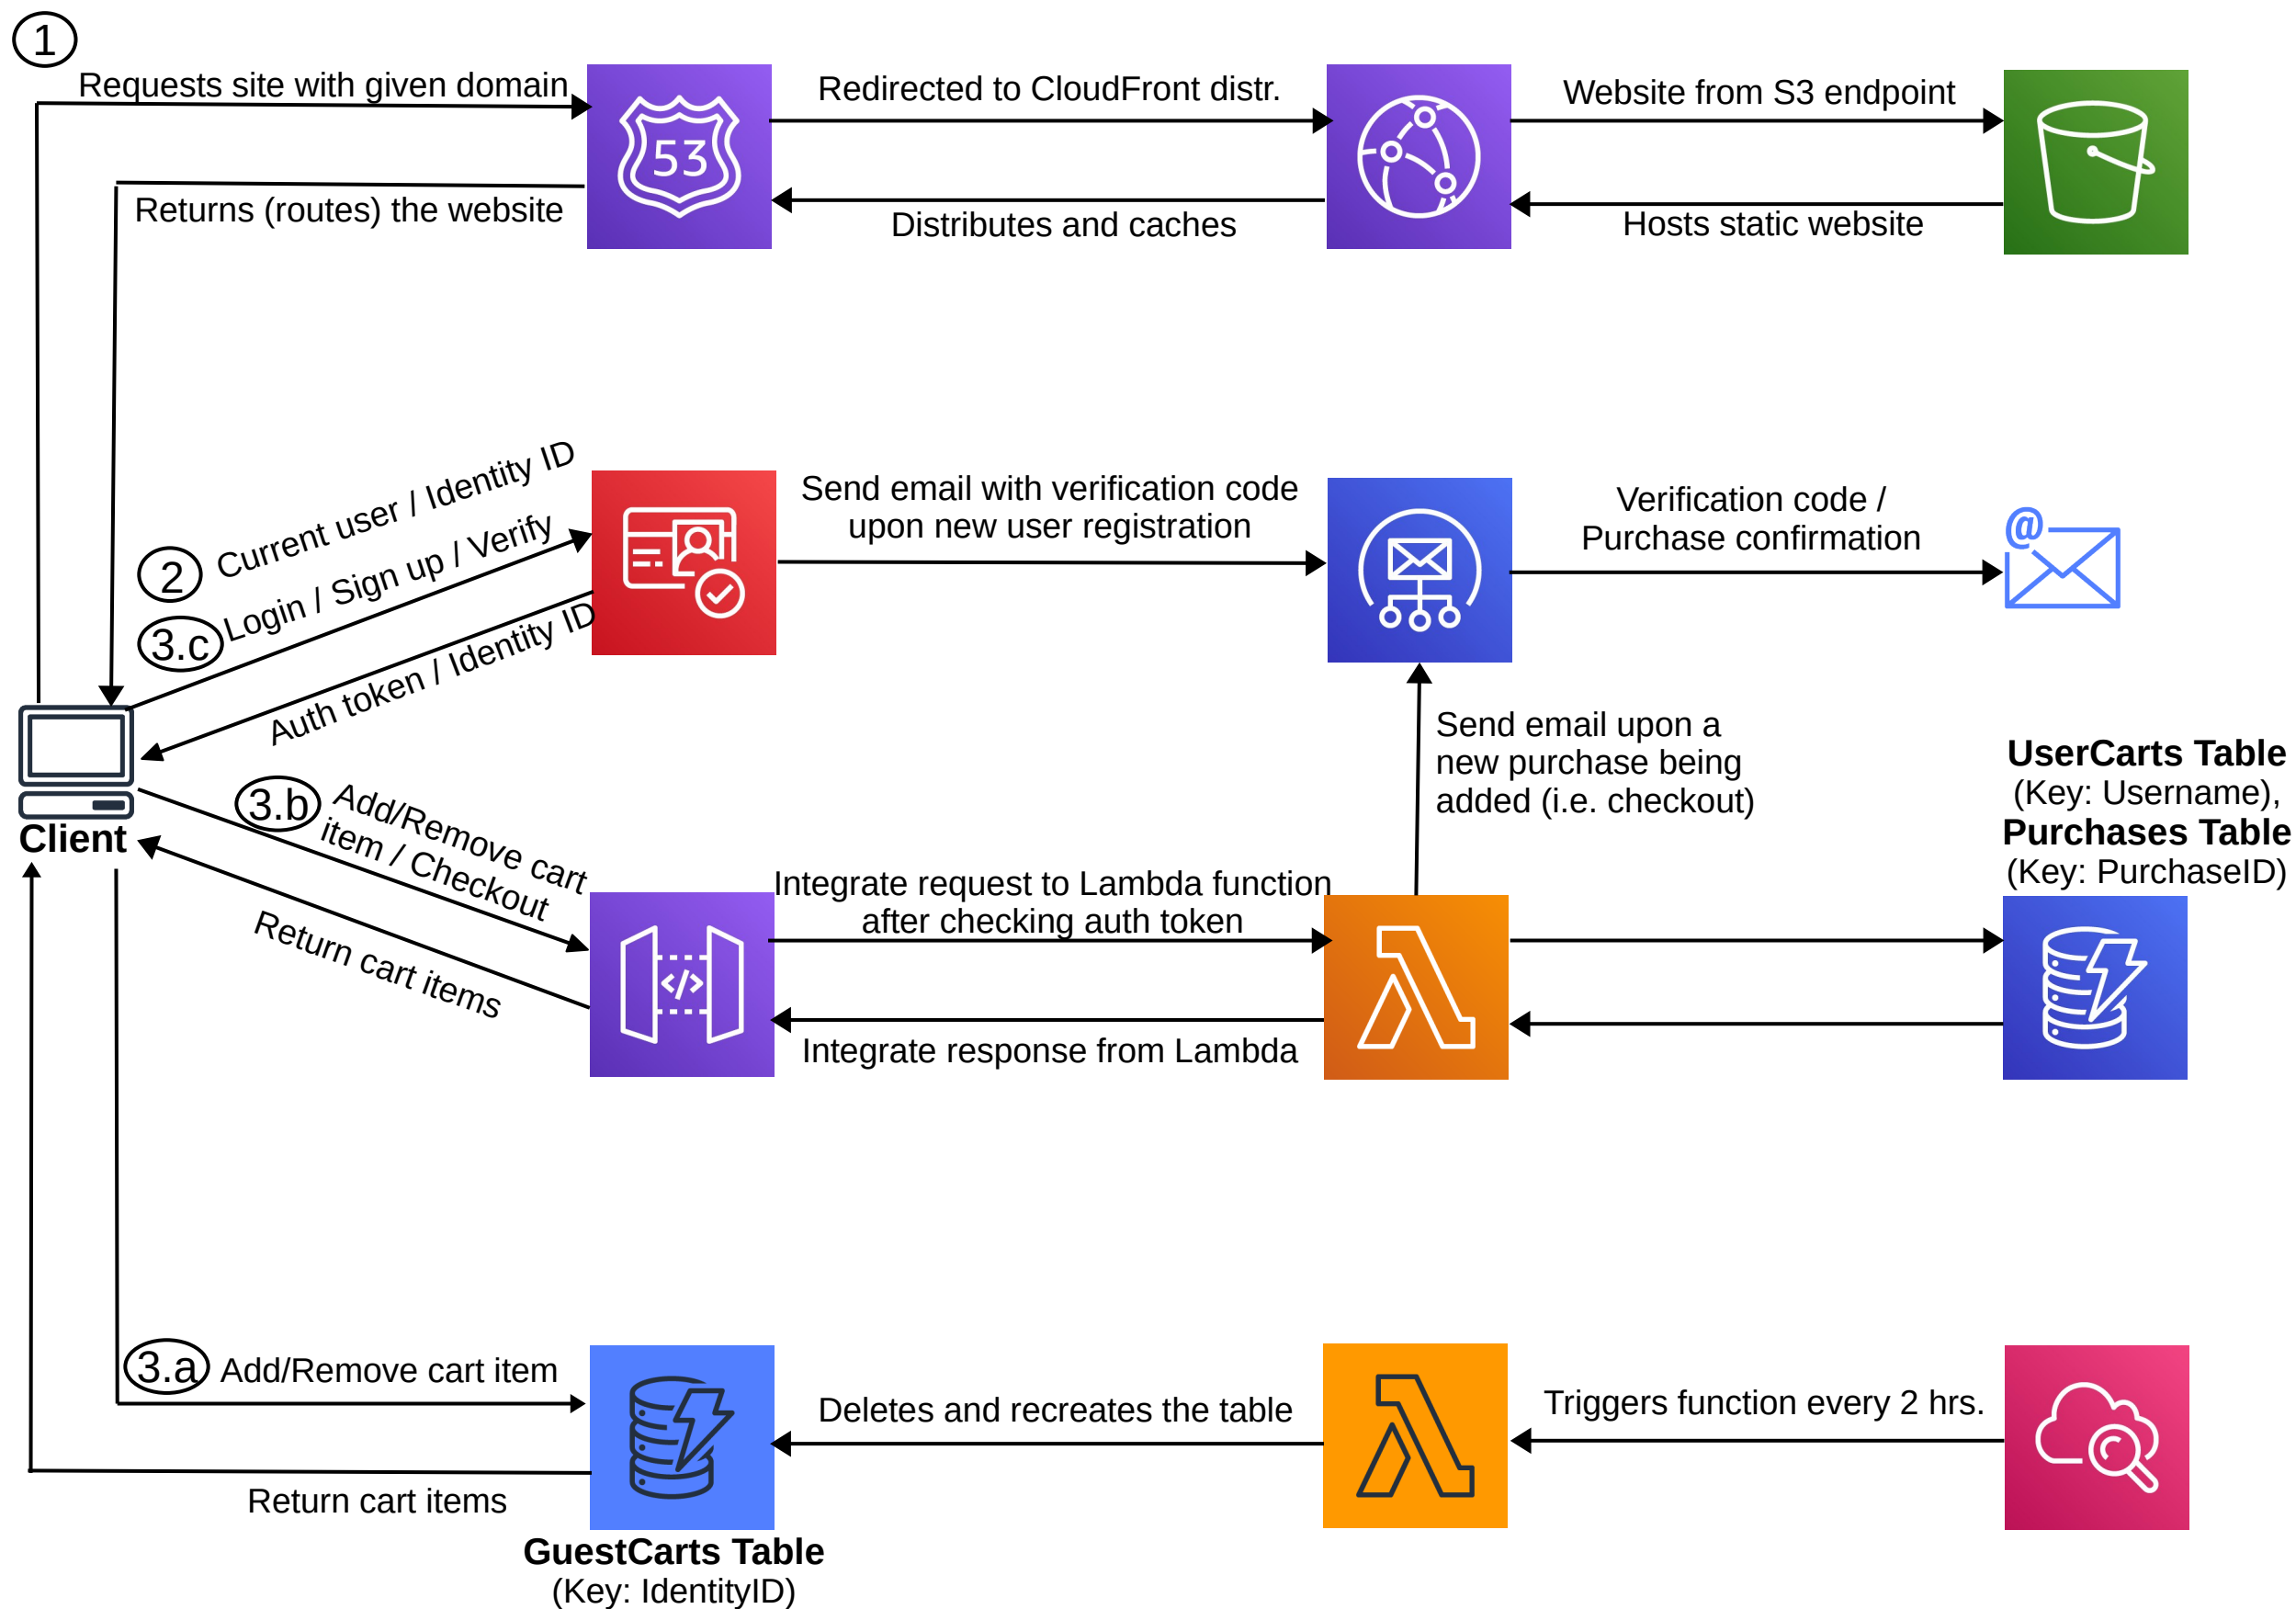 1
Requests site with given domain
53
Redirected to CloudFront distr.
Website from S3 endpoint
Returns (routes) the website
Distributes and caches
Hosts static website
2
Current user / Identity ID
3.c
Login / Sign up / Verify
Auth token / Identity ID
Send email with verification code
upon new user registration
Verification code /
Purchase confirmation
@
Client
3.b
Add/Remove cart
item / Checkout
Return cart items
Send email upon a
new purchase being
added (i.e. checkout)
UserCarts Table
(Key: Username),
Purchases Table
(Key: PurchaseID)
Integrate request to Lambda function
after checking auth token
</>
Integrate response from Lambda
3.a
Add/Remove cart item
Deletes and recreates the table
Triggers function every 2 hrs.
Return cart items
GuestCarts Table
(Key: IdentityID)